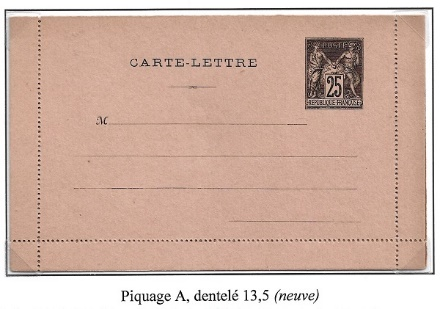 POSTES
CARTE-LETTRE
25
REPUBLIQUE FRANÇAISE
M
Piquage A, dentelé 13,5 (neuve)